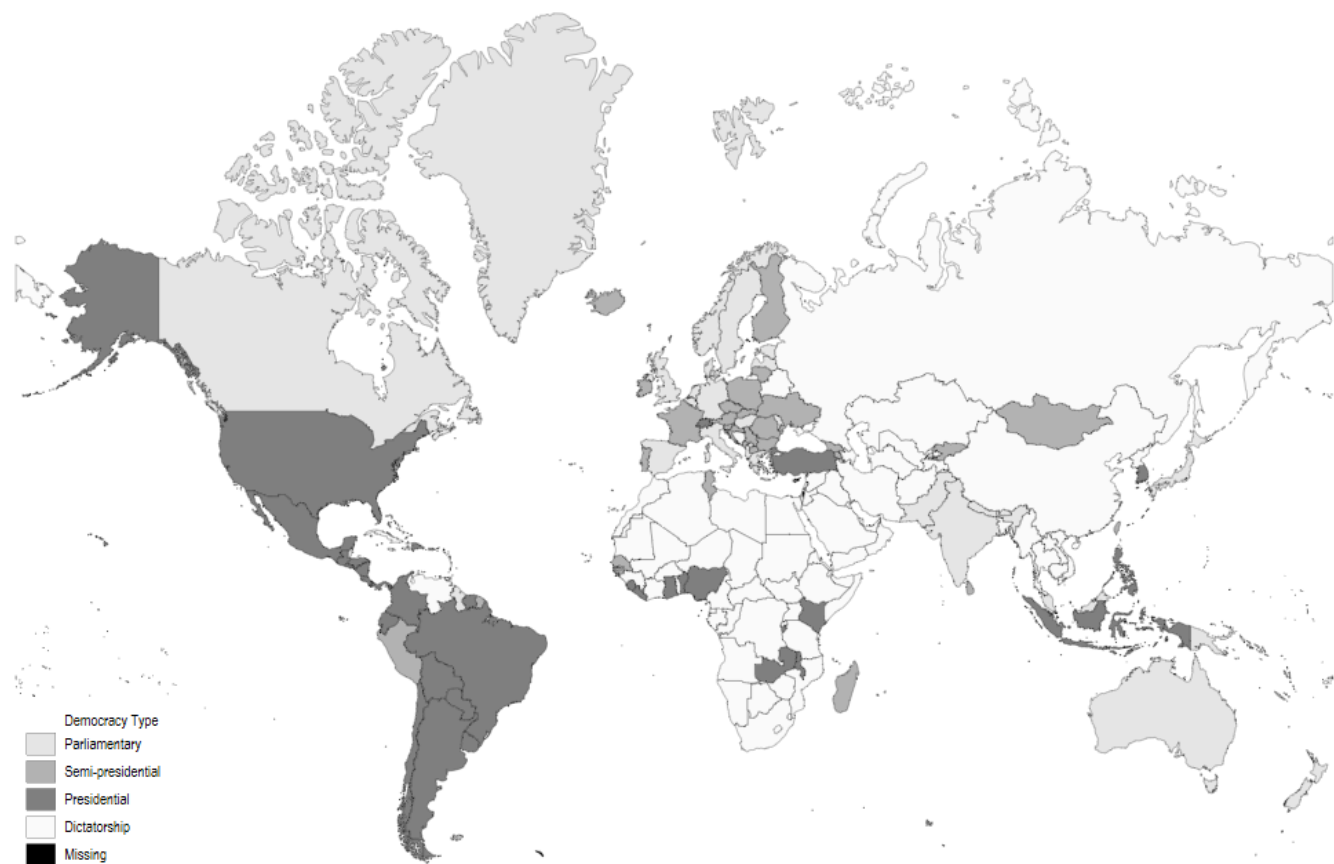 Democracy Type
Parliamentary
Semi-presidential
Presidential
Dictatorship
Missing